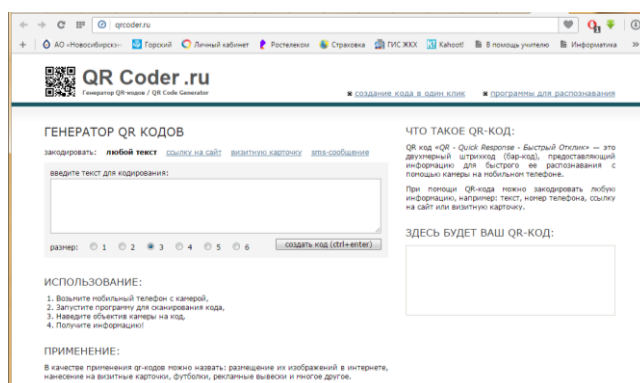 qrcoder.ru
АО «Новосибирскэ- Горский Личный кабинет Ростелеком Страховка ГИС ЖКХ Kahoot! В помощь учителю Информатика
QR Coder .ru
Генератор QR-кодов / QR Code Generator
создание кода в один клик программы для распознавания
ГЕНЕРАТОР QR КОДОВ
закодировать: любой текст ссылку на сайт визитную карточку sms-сообщение
введите текст для кодирования:
размер: 1 2 3 4 5 6 создать код (ctrl+enter)
ИСПОЛЬЗОВАНИЕ:
1. Возьмите мобильный телефон с камерой,
2. Запустите программу для сканирования кода,
3. Наведите объектив камеры на код,
4. Получите информацию!
ПРИМЕНЕНИЕ:
В качестве применения qr-кодов можно назвать: размещение их изображений в интернете,
нанесение на визитные карточки, футболки, рекламные вывески и многое другое.
ЧТО ТАКОЕ QR-КОД:
QR код «QR - Quick Response - Быстрый Отклик» — это
двухмерный штрихкод (бар-код), предоставляющий
информацию для быстрого ее распознавания с
помощью камеры на мобильном телефоне.
При помощи QR-кода можно закодировать любую
информацию, например: текст, номер телефона, ссылку
на сайт или визитную карточку.
ЗДЕСЬ БУДЕТ ВАШ QR-КОД: